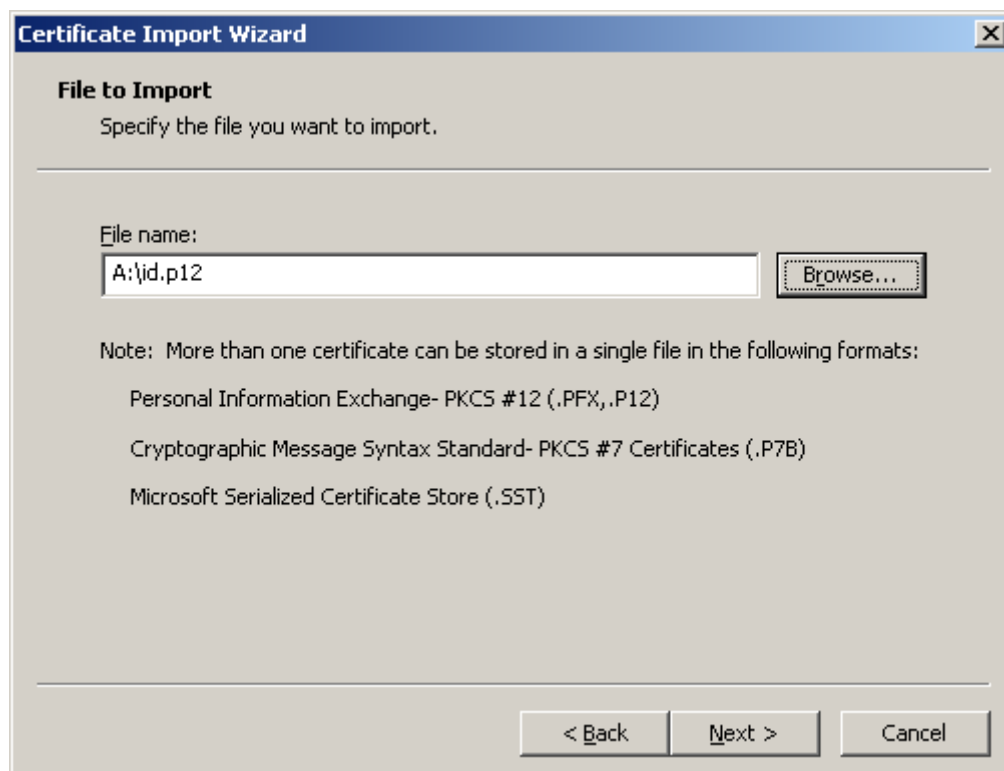 Certificate Import Wizard
File to Import
Specify the file you want to import.
File name:
A:\id.p12
Browse...
Note:  More than one certificate can be stored in a single file in the following formats:
Personal Information Exchange- PKCS #12 (.PFX,.P12)
Cryptographic Message Syntax Standard- PKCS #7 Certificates (.P7B)
Microsoft Serialized Certificate Store (.SST)
< Back
Next >
Cancel